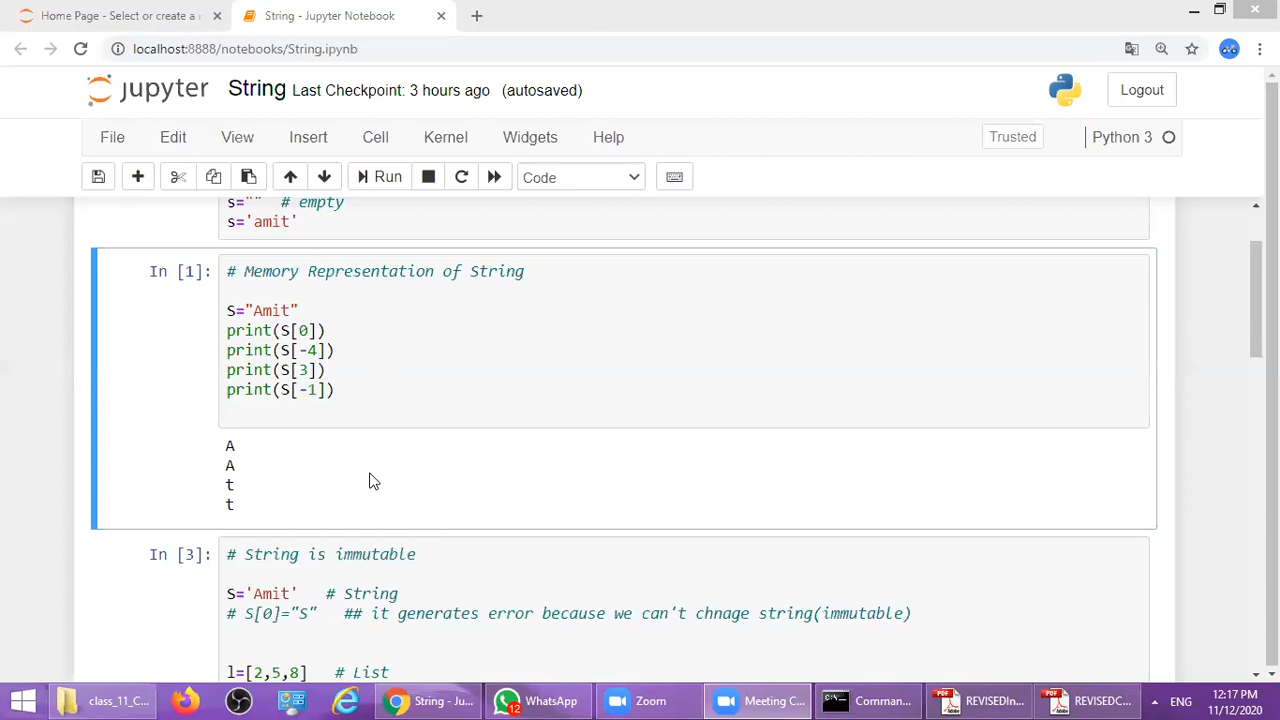 Home Page - Select or create a n
String - Jupyter Notebook
localhost:8888/notebooks/String.ipynb
jupyter String Last Checkpoint: 3 hours ago (autosaved)
Logout
File Edit View Insert Cell Kernel Widgets Help
Trusted
Python 3
Run
Code
s="" # empty
s='amit'
In [1]:
# Memory Representation of String
S="Amit"
print(S[0])
print(S[-4])
print(S[3])
print(S[-1])
A
A
t
t
In [3]:
# String is immutable
S='Amit' # String
# S[0]="S" ## it generates error because we can't chnage string(immutable)
l=[2,5,8] # List
class_11_C...
String - Ju...
12
WhatsApp
Zoom
Meeting C...
Comman...
REVISEDIn...
REVISEDC...
ENG
12:17 PM
11/12/2020